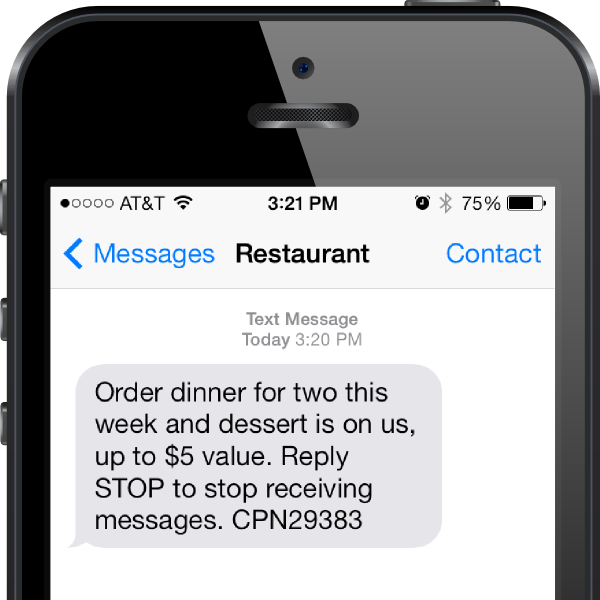 AT&T 3:21 PM 75%
Messages Restaurant Contact
Text Message
Today 3:20 PM
Order dinner for two this
week and dessert is on us,
up to $5 value. Reply
STOP to stop receiving
messages. CPN29383